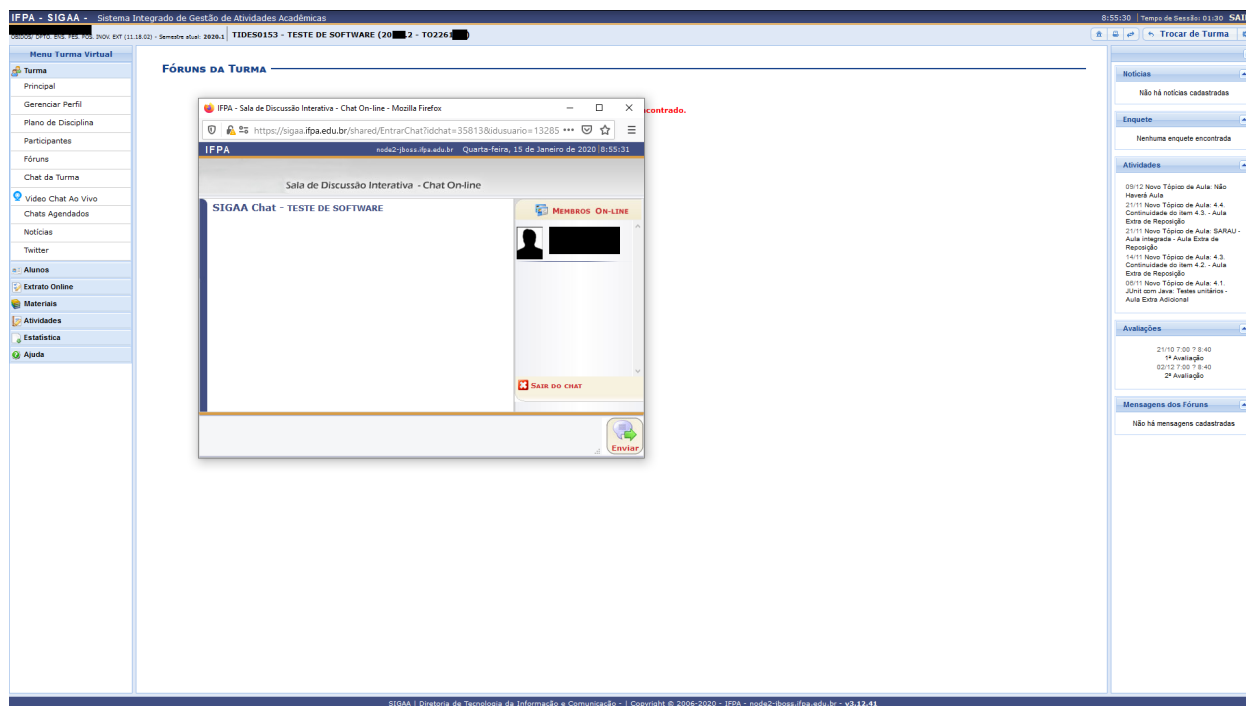 IFPA - SIGAA - Sistema Integrado de Gestão de Atividades Acadêmicas
8:55:30 | Tempo de Sessão: 01:30 SAI
INOV. EXT (11.18.02) - Semestre atual: 2020.1
TIDES0153 - TESTE DE SOFTWARE (20 2 - TO2261 )
Trocar de Turma
Menu Turma Virtual
Turma
Principal
Gerenciar Perfil
Plano de Disciplina
Participantes
Fóruns
Chat da Turma
Video Chat Ao Vivo
Chats Agendados
Notícias
Twitter
Alunos
Extrato Online
Materiais
Atividades
Estatística
Ajuda
Fóruns da Turma
contrado.
IFPA - Sala de Discussão Interativa - Chat On-line - Mozilla Firefox
https://sigaa.ifpa.edu.br/shared/EntrarChat?idchat=35813&idusuario=13285
IFPA
node2-jboss.ifpa.edu.br Quarta-feira, 15 de Janeiro de 2020 8:55:31
Sala de Discussão Interativa - Chat On-line
SIGAA Chat - TESTE DE SOFTWARE
Membros On-line
Sair do chat
Enviar
Notícias
Não há notícias cadastradas
Enquete
Nenhuma enquete encontrada
Atividades
09/12 Novo Tópico de Aula: Não
Haverá Aula
21/11 Novo Tópico de Aula: 4.4.
Continuidade do item 4.3. - Aula
Extra de Reposição
21/11 Novo Tópico de Aula: SARAU -
Aula integrada - Aula Extra de
Reposição
14/11 Novo Tópico de Aula: 4.3.
Continuidade do item 4.2. - Aula
Extra de Reposição
08/11 Novo Tópico de Aula: 4.1.
JUnit com Java: Testes unitários -
Aula Extra Adicional
Avaliações
21/10 7:00 ? 8:40
1ª Avaliação
02/12 7:00 ? 8:40
2ª Avaliação
Mensagens dos Fóruns
Não há mensagens cadastradas
SIGAA | Diretoria de Tecnologia da Informação e Comunicação - | Copyright © 2006-2020 - IFPA - node2-jboss.ifpa.edu.br - v3.12.41